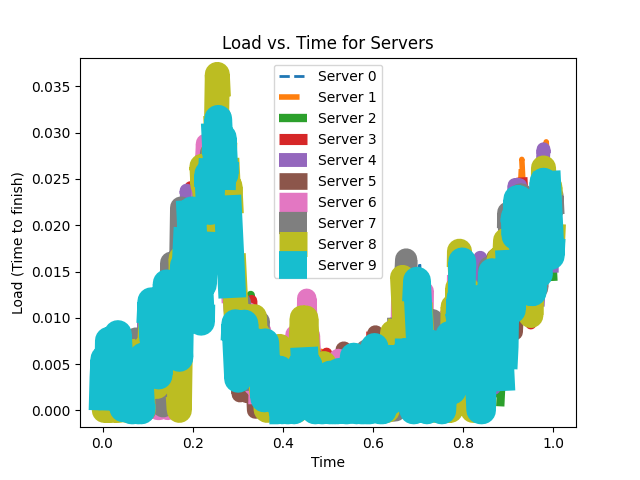 Load vs. Time for Servers
Load (Time to finish)
0.035
0.030
0.025
0.020
0.015
0.010
0.005
0.000
Server 0
Server 1
Server 2
Server 3
Server 4
Server 5
Server 6
Server 7
Server 8
Server 9
0.0 0.2 0.4 0.6 0.8 1.0
Time